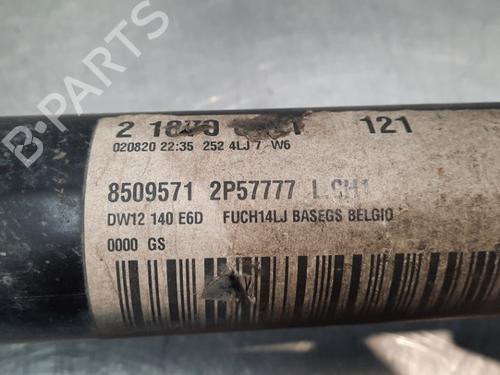 B-PARTS
2 121
020820 22:35 252 4LJ 7 W6
8509571 2P57777
DW12 140 E6D FUCH14LJ BASEGS BELGIO
0000 GS